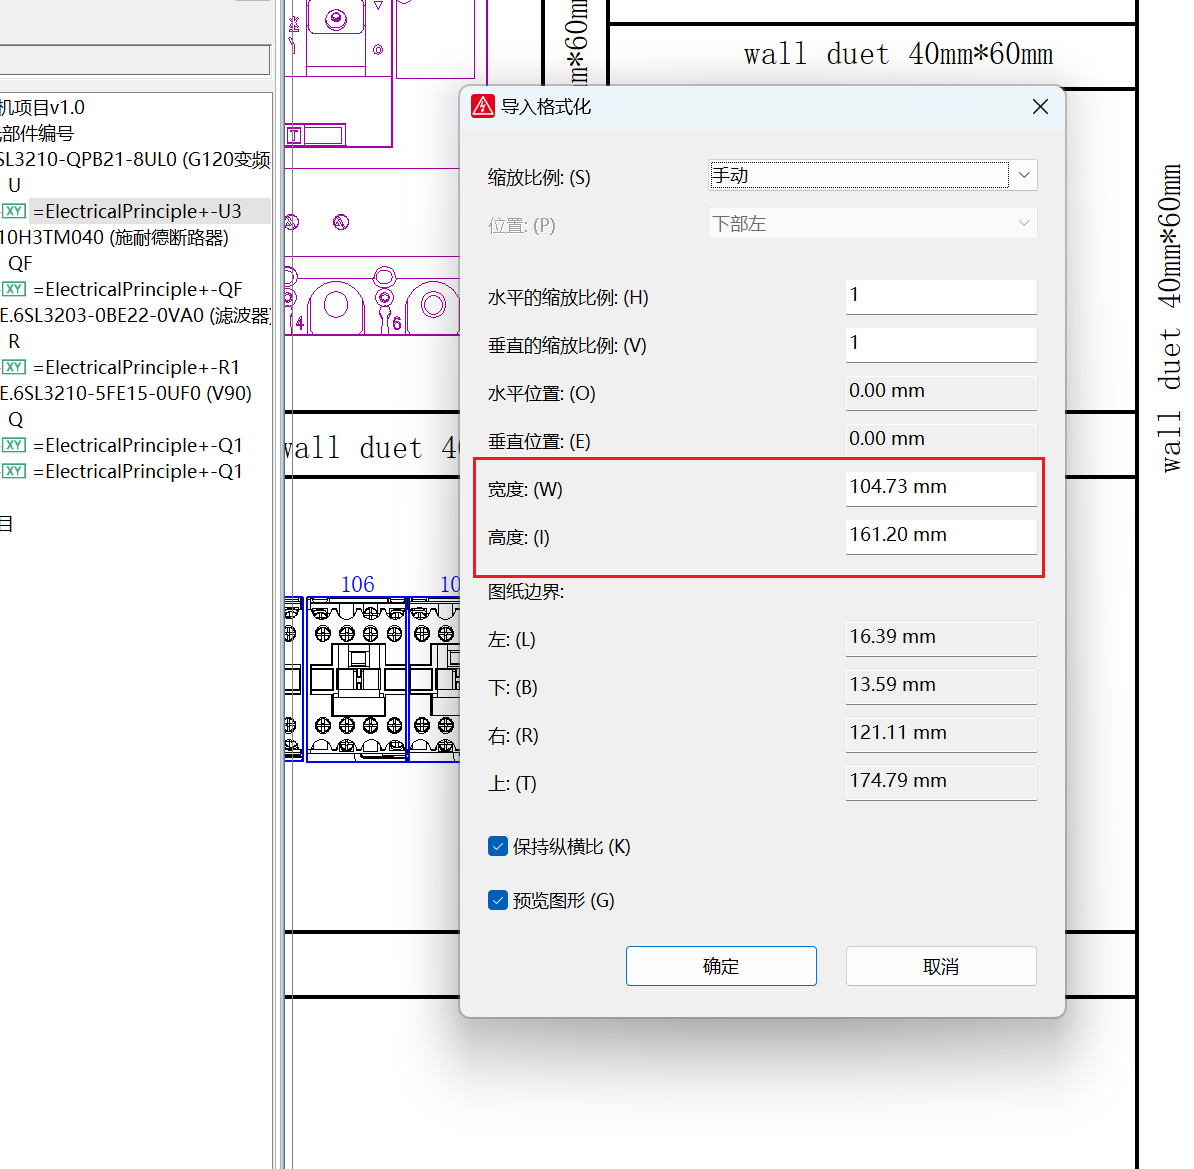 机项目v1.0
部件编号
SL3210-QPB21-8UL0 (G120变频
U
XY =ElectricalPrinciple+-U3
10H3TM040 (施耐德断路器)
QF
XY =ElectricalPrinciple+-QF
E.6SL3203-0BE22-0VA0 (滤波器
R
XY =ElectricalPrinciple+-R1
E.6SL3210-5FE15-0UF0 (V90)
Q
XY =ElectricalPrinciple+-Q1
XY =ElectricalPrinciple+-Q1
目
T
4
6
wall duet 4
106
10
m*60mm
wall duet 40mm*60mm
wall duet 40mm*60mm
导入格式化
缩放比例: (S)
手动
位置: (P)
下部左
水平的缩放比例: (H)
1
垂直的缩放比例: (V)
1
水平位置: (O)
0.00 mm
垂直位置: (E)
0.00 mm
宽度: (W)
104.73 mm
高度: (I)
161.20 mm
图纸边界:
左: (L)
16.39 mm
下: (B)
13.59 mm
右: (R)
121.11 mm
上: (T)
174.79 mm
保持纵横比 (K)
预览图形 (G)
确定
取消